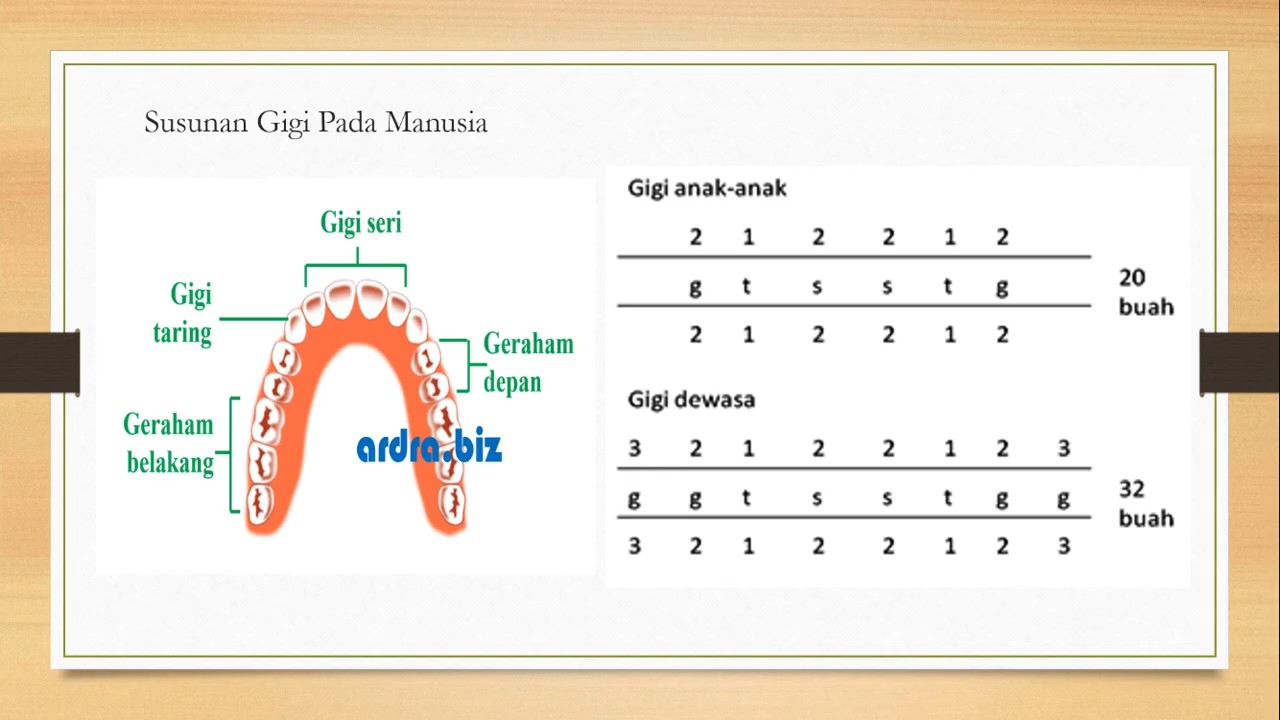 Susunan Gigi Pada Manusia
Gigi seri
Gigi
taring
Geraham
depan
Geraham
belakang
ardra.biz
Gigi anak-anak
2 1 2 2 1 2
g t s s t g
2 1 2 2 1 2
20
buah
Gigi dewasa
3 2 1 2 2 1 2 3
g g t s s t g g
3 2 1 2 2 1 2 3
32
buah